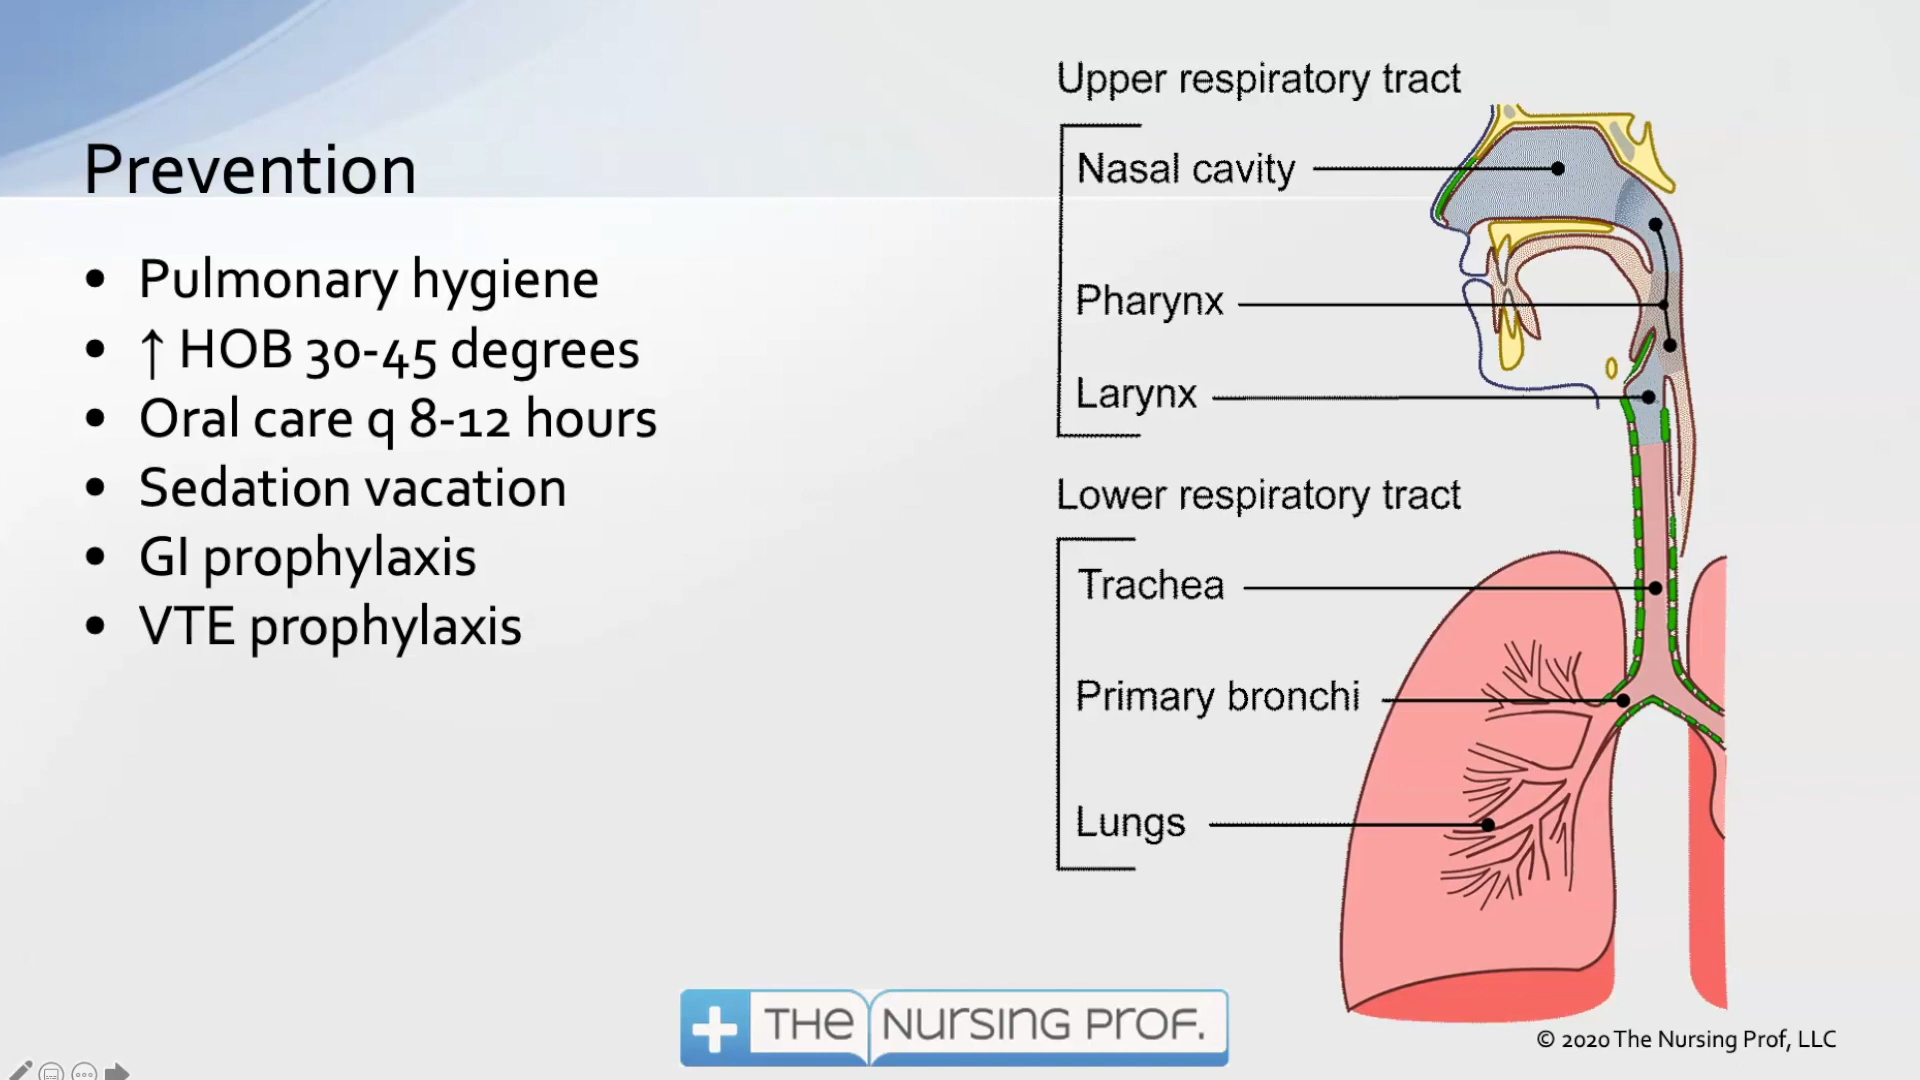 Prevention
• Pulmonary hygiene
• ↑ HOB 30-45 degrees
• Oral care q 8-12 hours
• Sedation vacation
• GI prophylaxis
• VTE prophylaxis
Upper respiratory tract
Nasal cavity
Pharynx
Larynx
Lower respiratory tract
Trachea
Primary bronchi
Lungs
THE NURSING PROF.
© 2020 The Nursing Prof, LLC